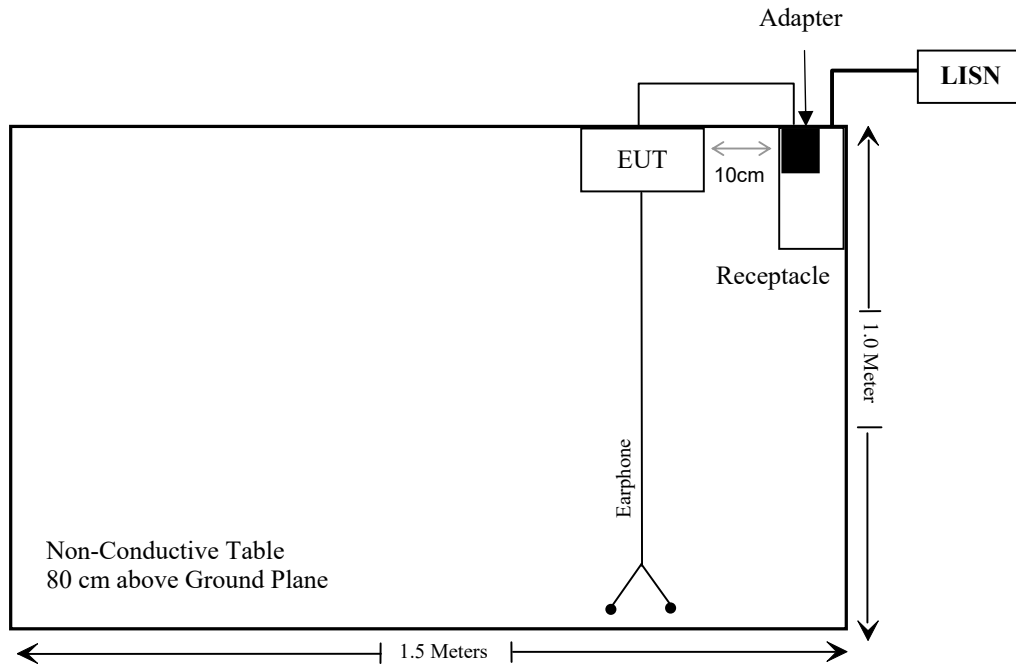 Adapter
LISN
EUT
10cm
Receptacle
1.0 Meter
Earphone
Non-Conductive Table
80 cm above Ground Plane
1.5 Meters